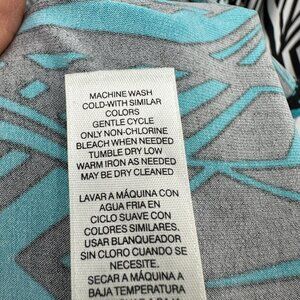 MACHINE WASH
COLD-WITH SIMILAR
COLORS
GENTLE CYCLE
ONLY NON-CHLORINE
BLEACH WHEN NEEDED
TUMBLE DRY LOW
WARM IRON AS NEEDED
MAY BE DRY CLEANED
LAVAR A MÁQUINA CON
AGUA FRIA EN
CICLO SUAVE CON
COLORES SIMILARES.
USAR BLANQUEADOR
SIN CLORO CUANDO SE
NECESITE.
SECAR A MÁQUINA A
BAJA TEMPERATURA